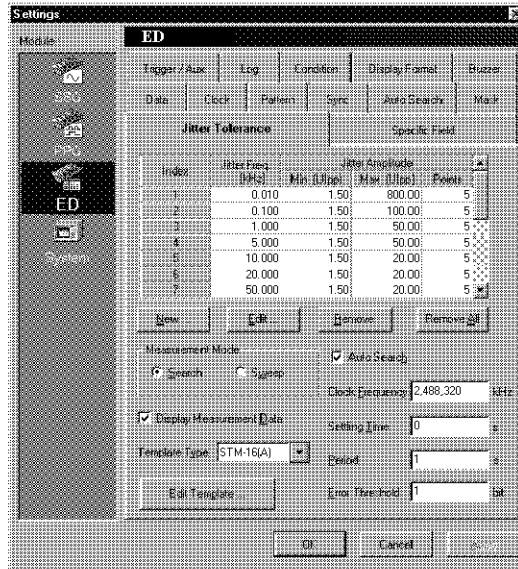 Settings
Module
ED
SSG
PPG
ED
System
Trigger / Aux Log Condition Display Format Buzzer
Data Clock Pattern Sync Auto Search Mask
Jitter Tolerance Specific Field
Index Jitter Freq. [kHz] Jitter Amplitude
Min. [UIpp] Max. [UIpp] Points
1 0.010 1.50 800.00 5
2 0.100 1.50 100.00 5
3 1.000 1.50 50.00 5
4 5.000 1.50 50.00 5
5 10.000 1.50 20.00 5
6 20.000 1.50 20.00 5
7 50.000 1.50 20.00 5
New Edit Remove Remove All
Measurement Mode
Search Sweep
Auto Search
Clock Frequency 2,488,320 kHz
Display Measurement Data
Settling Time 0 s
Template Type STM-16(A)
Period 1 s
Edit Template...
Error Threshold 1 bit
OK Cancel Apply